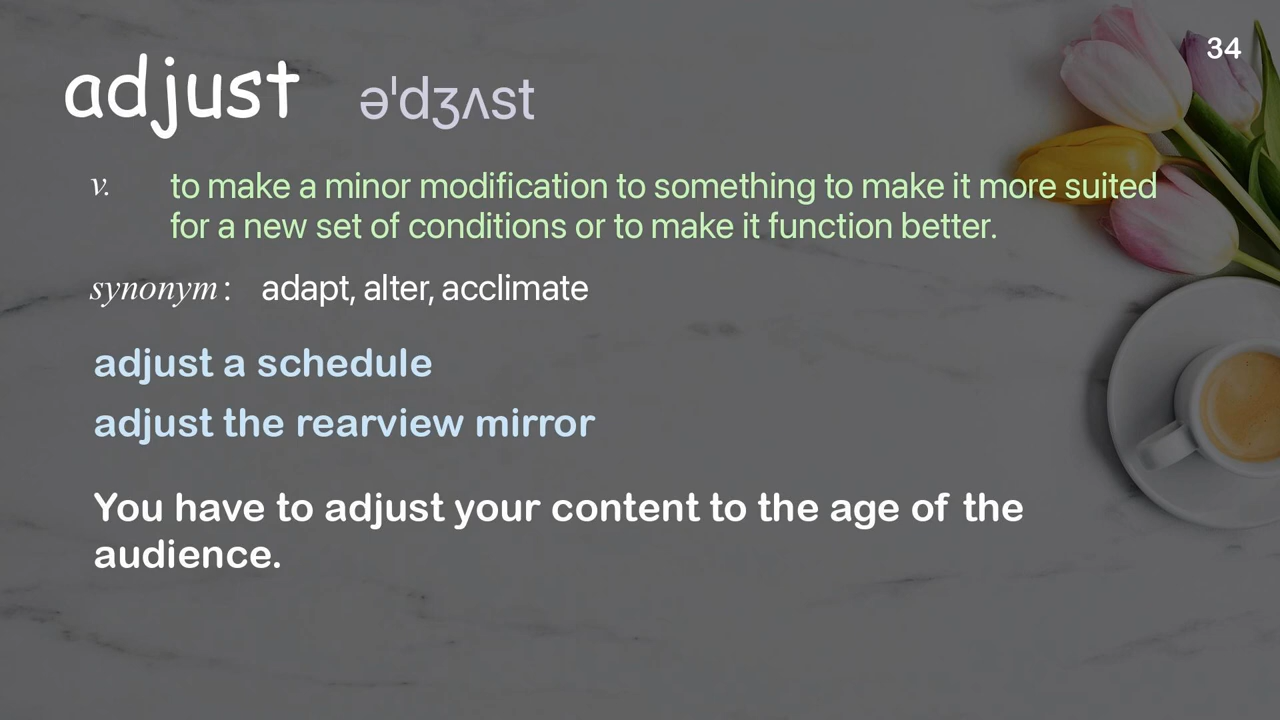 34
adjust əˈdʒʌst
v. to make a minor modification to something to make it more suited
for a new set of conditions or to make it function better.
synonym : adapt, alter, acclimate
adjust a schedule
adjust the rearview mirror
You have to adjust your content to the age of the
audience.